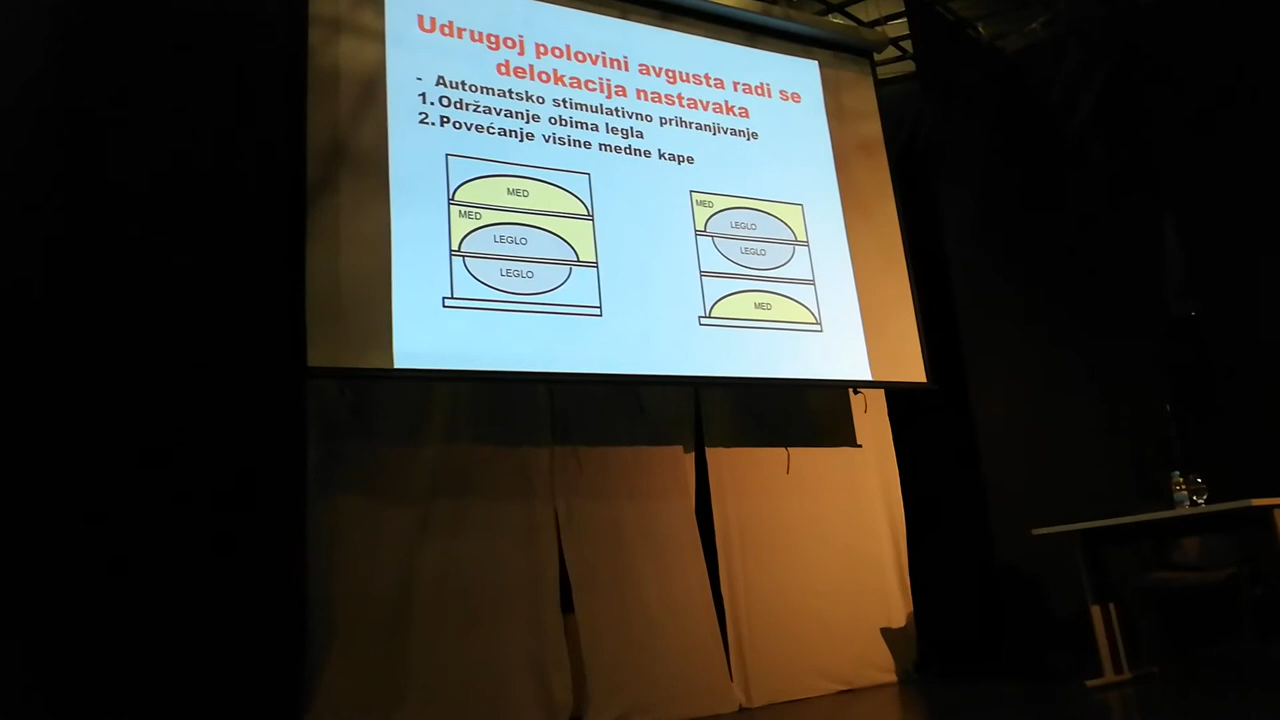 Udrugoj polovini avgusta radi se
delokacija nastavaka
- Automatsko stimulativno prihranjivanje
1. Održavanje obima legla
2. Povećanje visine medne kape
MED
MED
LEGLO
LEGLO
MED
LEGLO
LEGLO
MED